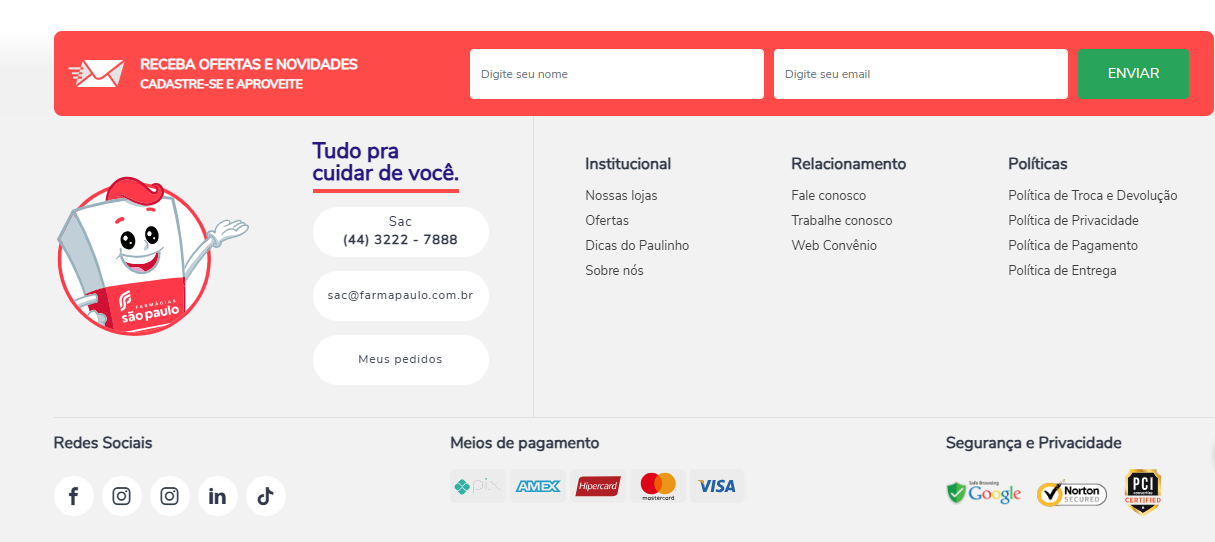 RECEBA OFERTAS E NOVIDADES
CADASTRE-SE E APROVEITE
Digite seu nome
Digite seu email
ENVIAR
Tudo pra
cuidar de você.
Sac
(44) 3222 - 7888
sac@farmapaulo.com.br
Meus pedidos
FARMÁCIAS
são paulo
Institucional
Nossas lojas
Ofertas
Dicas do Paulinho
Sobre nós
Relacionamento
Fale conosco
Trabalhe conosco
Web Convênio
Políticas
Política de Troca e Devolução
Política de Privacidade
Política de Pagamento
Política de Entrega
Redes Sociais
in
Meios de pagamento
pix
AMEX
Hipercard
mastercard
VISA
Segurança e Privacidade
Safe Browsing
Google
Norton
SECURED
PCI
CERTIFIED